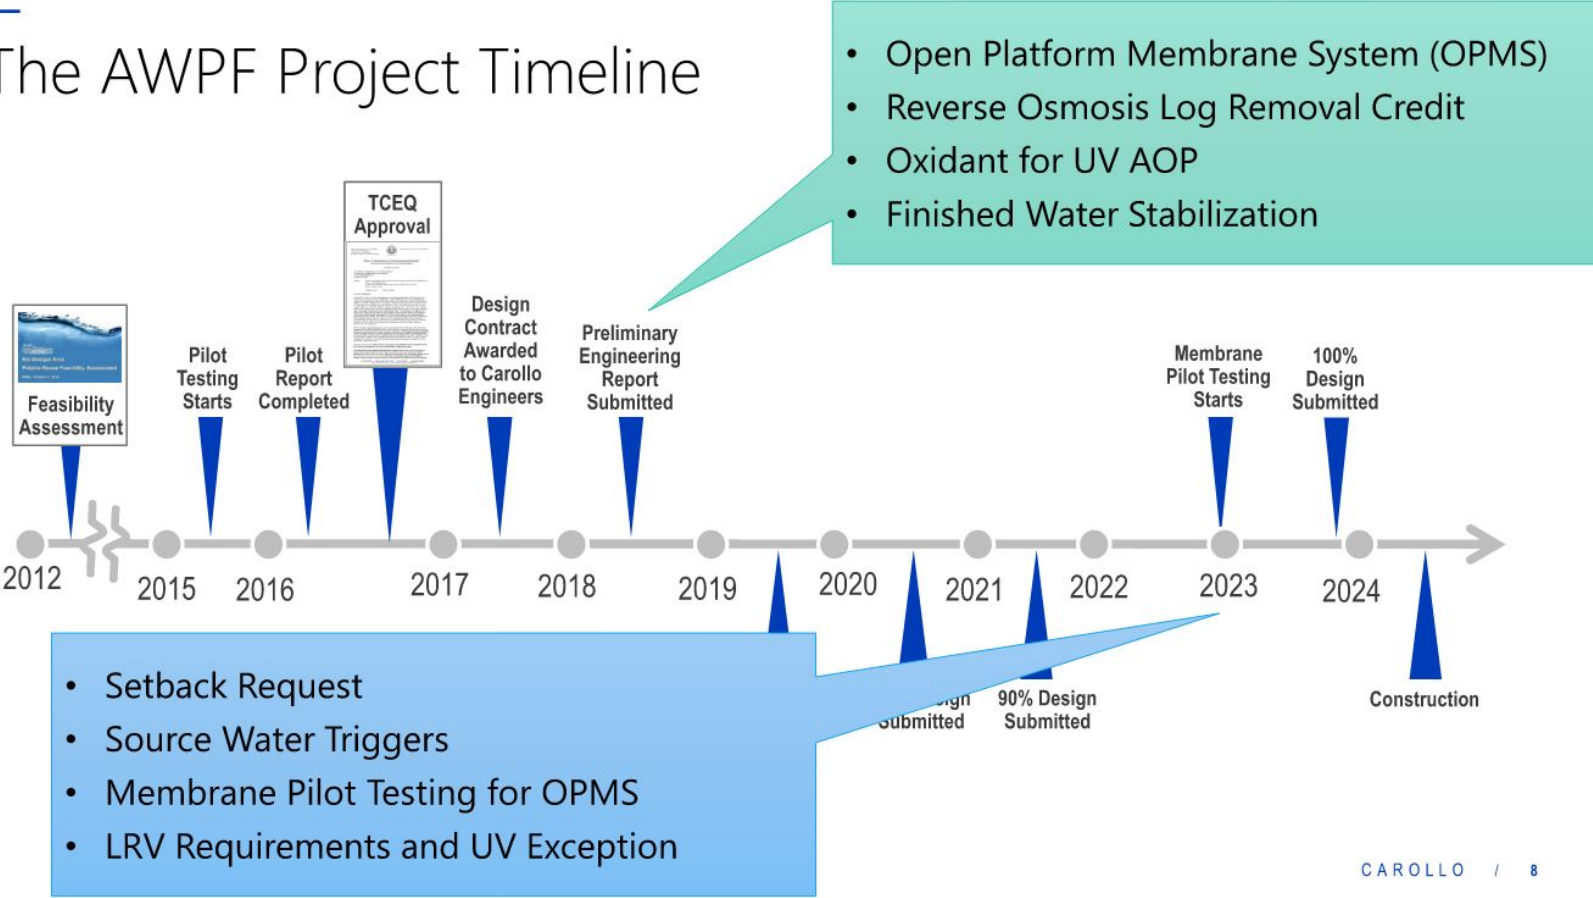 The AWPF Project Timeline
• Open Platform Membrane System (OPMS)
• Reverse Osmosis Log Removal Credit
• Oxidant for UV AOP
• Finished Water Stabilization
Feasibility
Assessment
Pilot
Testing
Starts
Pilot
Report
Completed
TCEQ
Approval
Design
Contract
Awarded
to Carollo
Engineers
Preliminary
Engineering
Report
Submitted
Membrane
Pilot Testing
Starts
100%
Design
Submitted
2012
2015
2016
2017
2018
2019
2020
2021
2022
2023
2024
Submitted
90% Design
Submitted
Construction
• Setback Request
• Source Water Triggers
• Membrane Pilot Testing for OPMS
• LRV Requirements and UV Exception
CAROLLO / 8